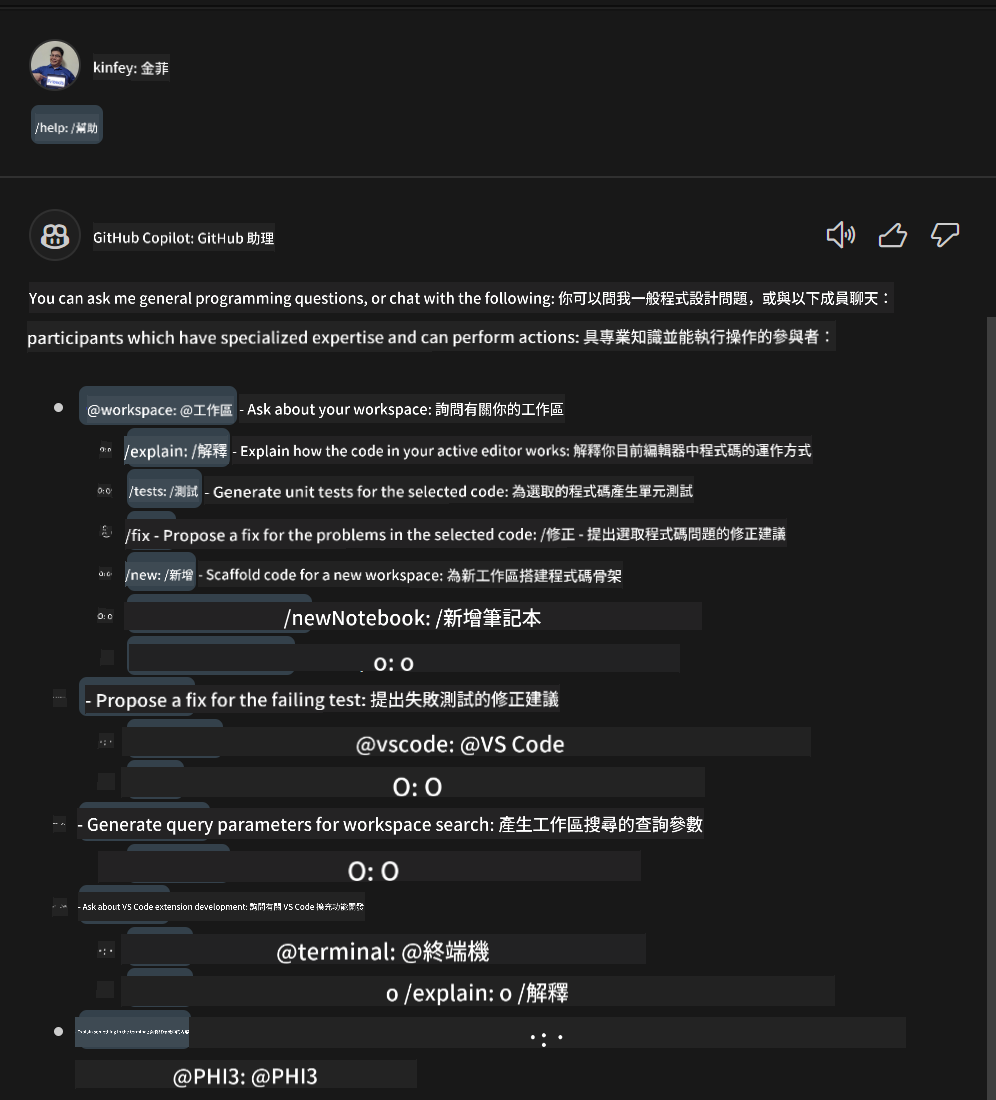 kinfey: 金菲
/help: /幫助
GitHub Copilot: GitHub 助理
You can ask me general programming questions, or chat with the following: 你可以問我一般程式設計問題，或與以下成員聊天：
participants which have specialized expertise and can perform actions: 具專業知識並能執行操作的參與者：
@workspace: @工作區 - Ask about your workspace: 詢問有關你的工作區
/explain: /解釋 - Explain how the code in your active editor works: 解釋你目前編輯器中程式碼的運作方式
/tests: /測試 - Generate unit tests for the selected code: 為選取的程式碼產生單元測試
/fix - Propose a fix for the problems in the selected code: /修正 - 提出選取程式碼問題的修正建議
/new: /新增 - Scaffold code for a new workspace: 為新工作區搭建程式碼骨架
/newNotebook: /新增筆記本
o: o
- Propose a fix for the failing test: 提出失敗測試的修正建議
@vscode: @VS Code
O: O
- Generate query parameters for workspace search: 產生工作區搜尋的查詢參數
O: O
- Ask about VS Code extension development: 詢問有關 VS Code 擴充功能開發
@terminal: @終端機
o /explain: o /解釋
@PHI3: @PHI3